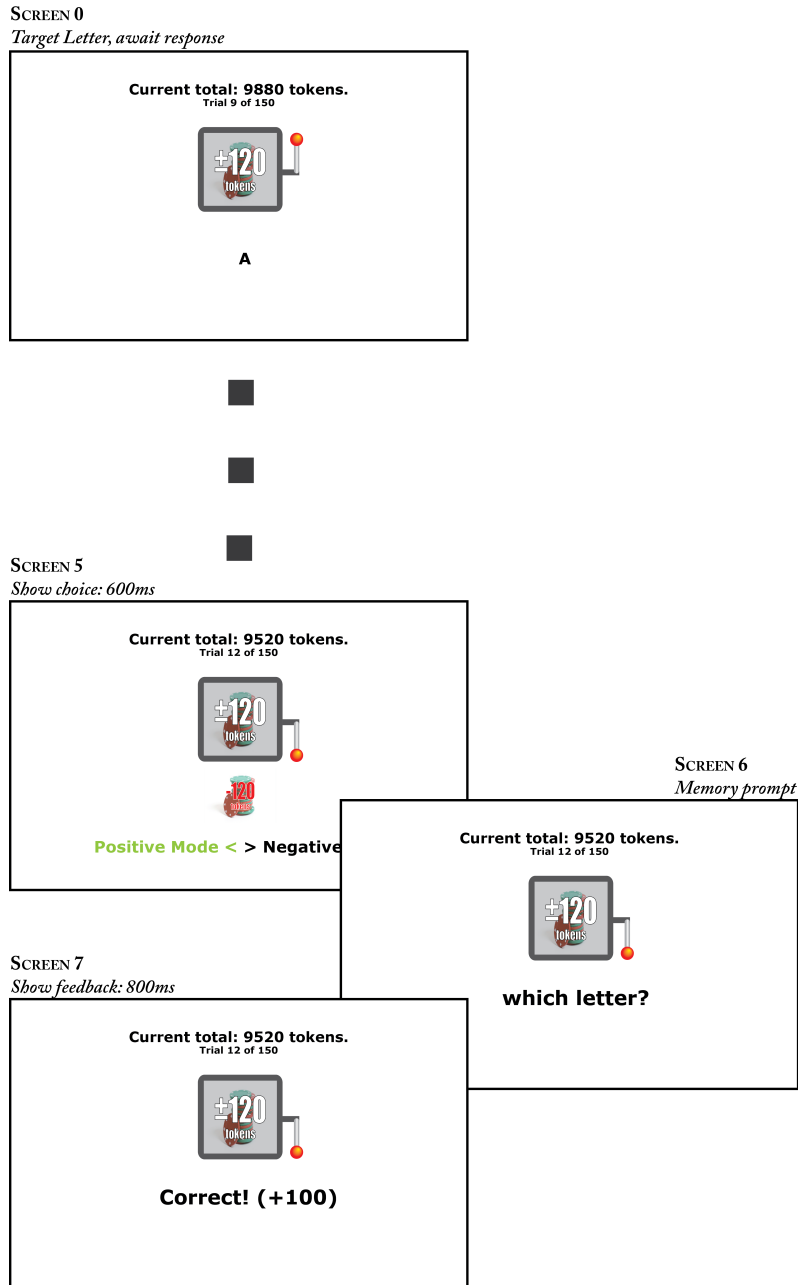 SCREEN 0
Target Letter, await response
Current total: 9880 tokens.
Trial 9 of 150
±120
tokens
A
SCREEN 5
Show choice: 600ms
Current total: 9520 tokens.
Trial 12 of 150
±120
tokens
-120
tokens
Positive Mode < > Negative
SCREEN 6
Memory prompt
Current total: 9520 tokens.
Trial 12 of 150
±120
tokens
which letter?
SCREEN 7
Show feedback: 800ms
Current total: 9520 tokens.
Trial 12 of 150
±120
tokens
Correct! (+100)